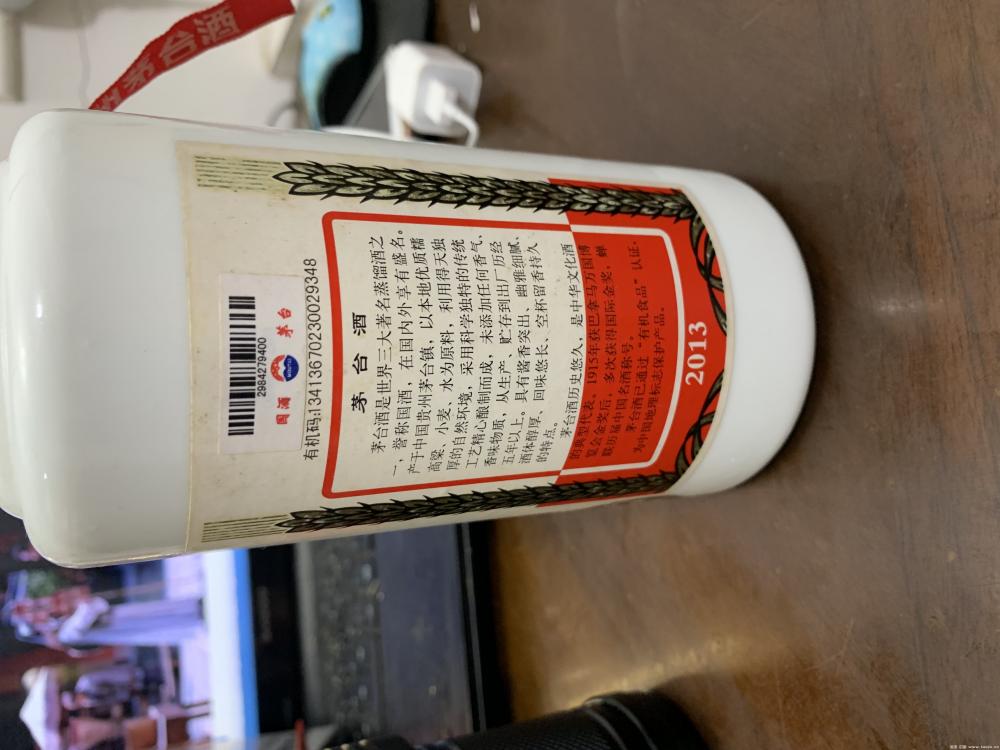 2984279400
国酒 茅台
有机码:134136702300​29348
茅台酒
茅台酒是世界三大著名蒸馏酒之
一，誉称国酒，在国内外享有盛名。
产于中国贵州茅台镇，以本地优质糯
高粱、小麦、水为原料，利用得天独
厚的自然环境，采用科学独特的传统
工艺精心酿制而成，未添加任何香气、
香味物质，从生产、贮存到出厂历经
五年以上。具有酱香突出、幽雅细腻、
酒体醇厚、回味悠长、空杯留香持久
的特点。
茅台酒历史悠久，是中华文化酒
的典型代表。1915年获巴拿马万国博
览会金奖后，多次获得国际金奖，蝉
联历届中国名酒称号。
茅台酒已通过“有机食品”认证。
为中国地理标志保护产品。
2013
茅台酒